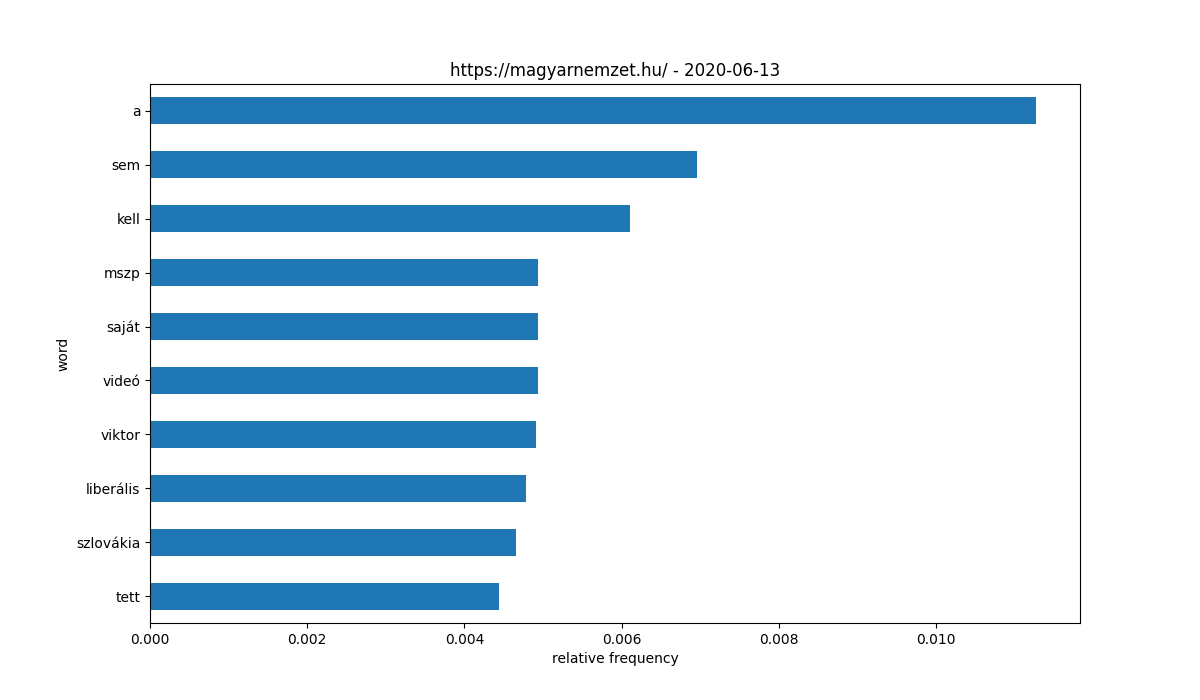 https://magyarnemzet.hu/ - 2020-06-13
a
sem
kell
mszp
saját
videó
viktor
liberális
szlovákia
tett
word
0.000 0.002 0.004 0.006 0.008 0.010
relative frequency